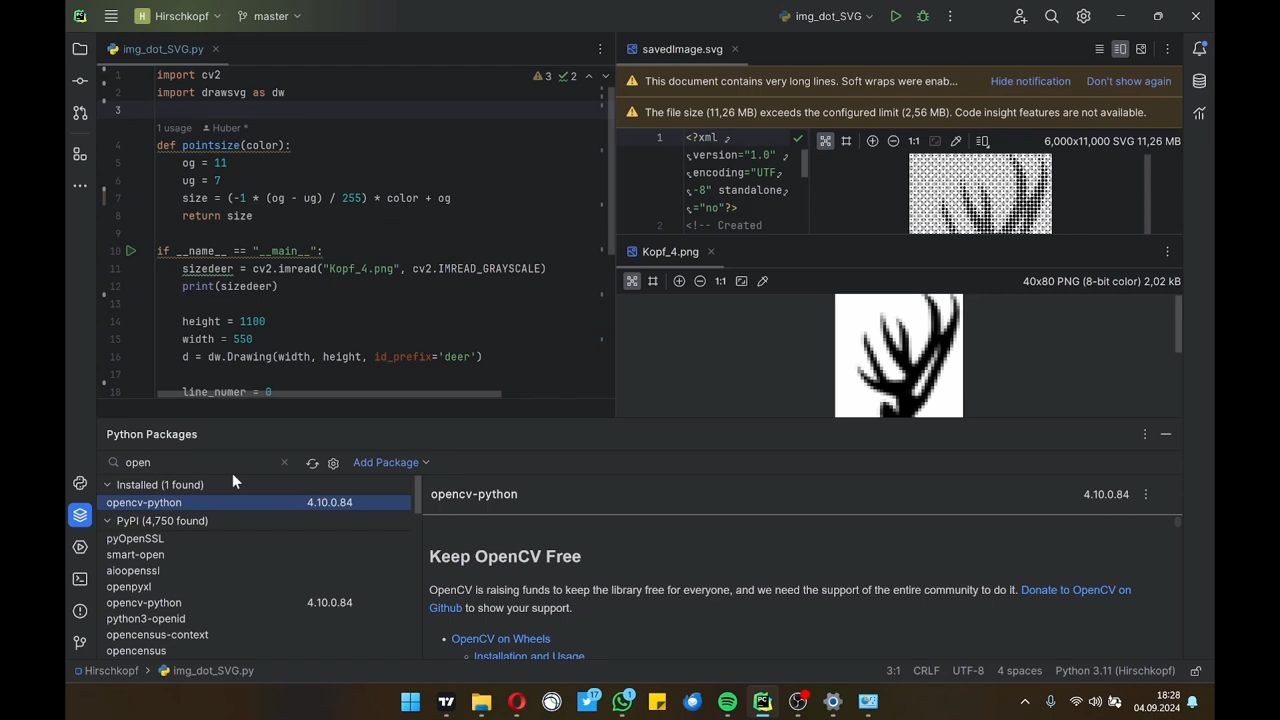 H Hirschkopf
master
img_dot_SVG
img_dot_SVG.py
1 import cv2
2 import drawsvg as dw
3
1 usage Huber *
4 def pointsize(color):
5 og = 11
6 ug = 7
7 size = (-1 * (og - ug) / 255) * color + og
8 return size
9
10 if __name__ == "__main__":
11 sizedeer = cv2.imread("Kopf_4.png", cv2.IMREAD_GRAYSCALE)
12 print(sizedeer)
13
14 height = 1100
15 width = 550
16 d = dw.Drawing(width, height, id_prefix='deer')
17
18 line_numer = 0
3 2
savedImage.svg
This document contains very long lines. Soft wraps were enab... Hide notification Don't show again
The file size (11,26 MB) exceeds the configured limit (2,56 MB). Code insight features are not available.
1 <?xml
version="1.0"
encoding="UTF
-8" standalone
="no"?>
2 <!-- Created
1:1 6,000x11,000 SVG 11,26 MB
Kopf_4.png
1:1 40x80 PNG (8-bit color) 2,02 kB
Python Packages
open
Add Package
Installed (1 found)
opencv-python 4.10.0.84
PyPI (4,750 found)
pyOpenSSL
smart-open
aioopenssl
openpyxl
opencv-python 4.10.0.84
python3-openid
opencensus-context
opencensus
opencv-python 4.10.0.84
Keep OpenCV Free
OpenCV is raising funds to keep the library free for everyone, and we need the support of the entire community to do it. Donate to OpenCV on
Github to show your support.
OpenCV on Wheels
Installation and Usage
Hirschkopf img_dot_SVG.py
3:1 CRLF UTF-8 4 spaces Python 3.11 (Hirschkopf)
17
1
18:28
04.09.2024